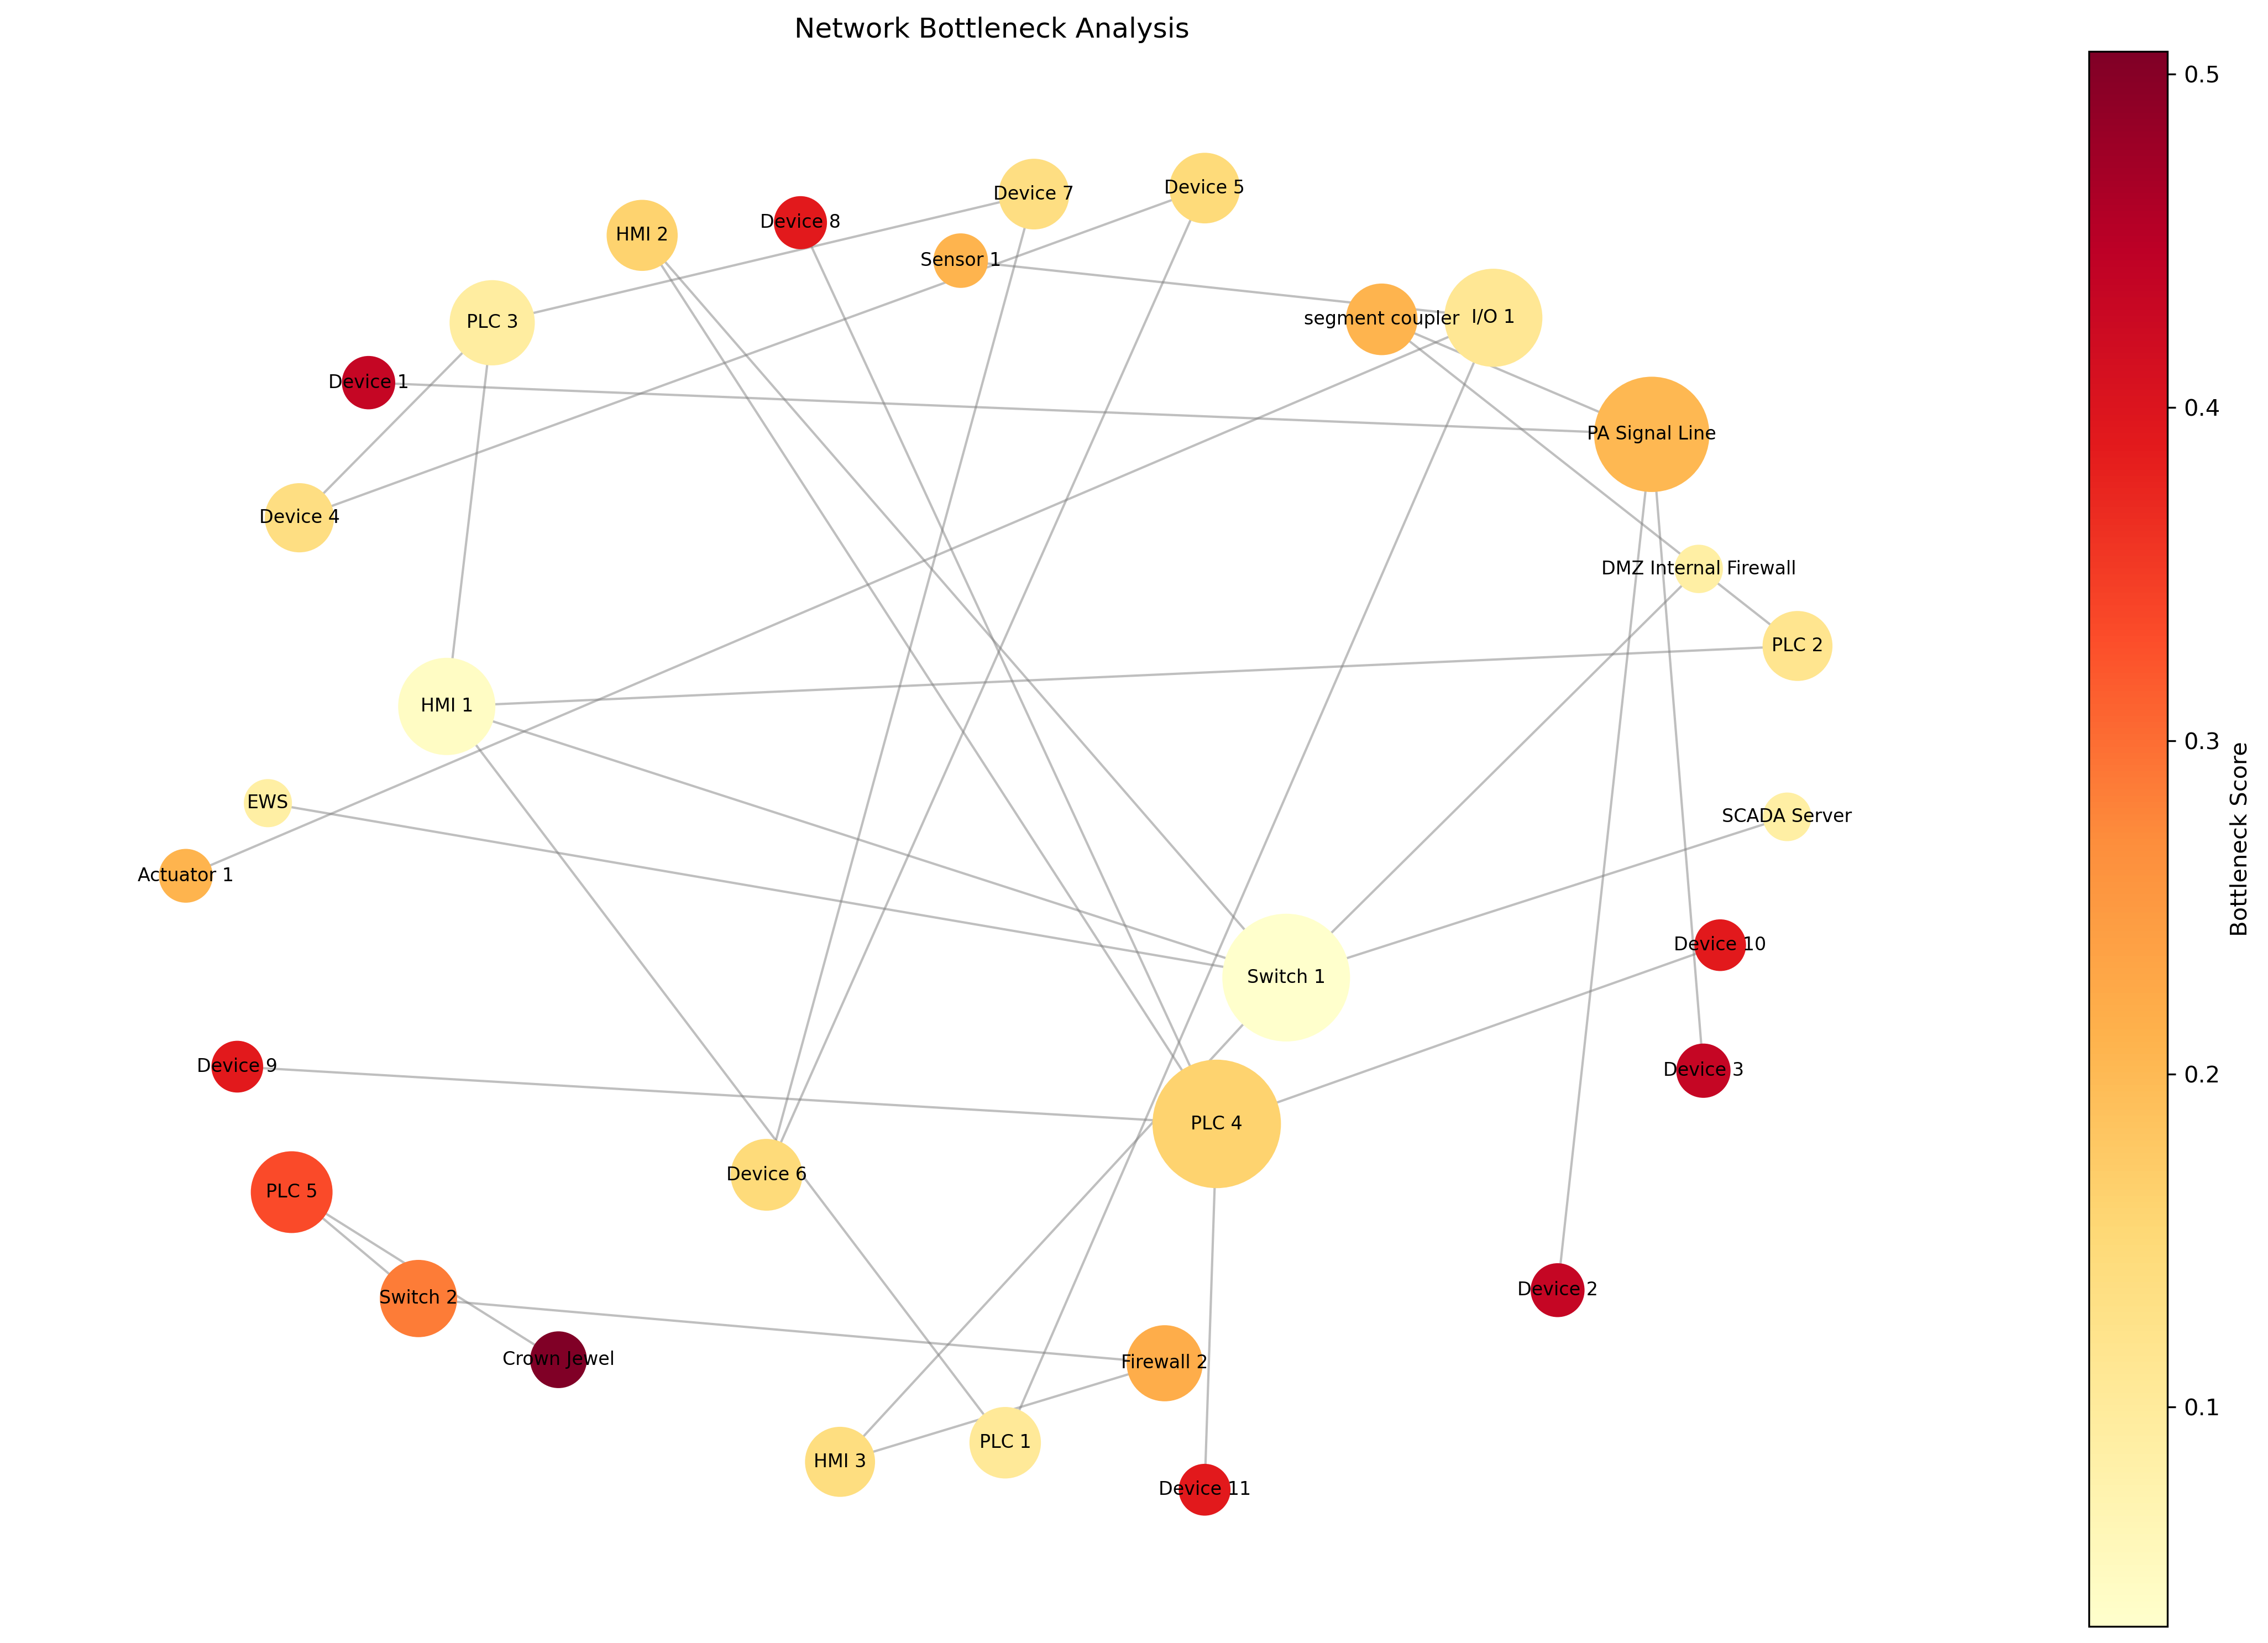 Network Bottleneck Analysis
Device 7
Device 5
HMI 2
Device 8
Sensor 1
PLC 3
segment coupler
I/O 1
Device 1
PA Signal Line
Device 4
DMZ Internal Firewall
PLC 2
HMI 1
EWS
SCADA Server
Actuator 1
Device 10
Switch 1
Device 9
Device 3
PLC 4
Device 6
PLC 5
Device 2
Switch 2
Crown Jewel
Firewall 2
PLC 1
HMI 3
Device 11
0.5
0.4
0.3
0.2
0.1
Bottleneck Score